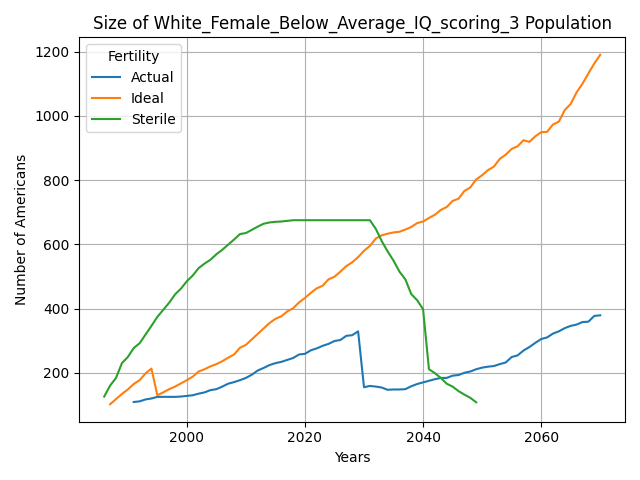 Size of White_Female_Below_Average_IQ_scoring_3 Population
Fertility
Actual
Ideal
Sterile
Number of Americans
1200
1000
800
600
400
200
2000
2020
2040
2060
Years